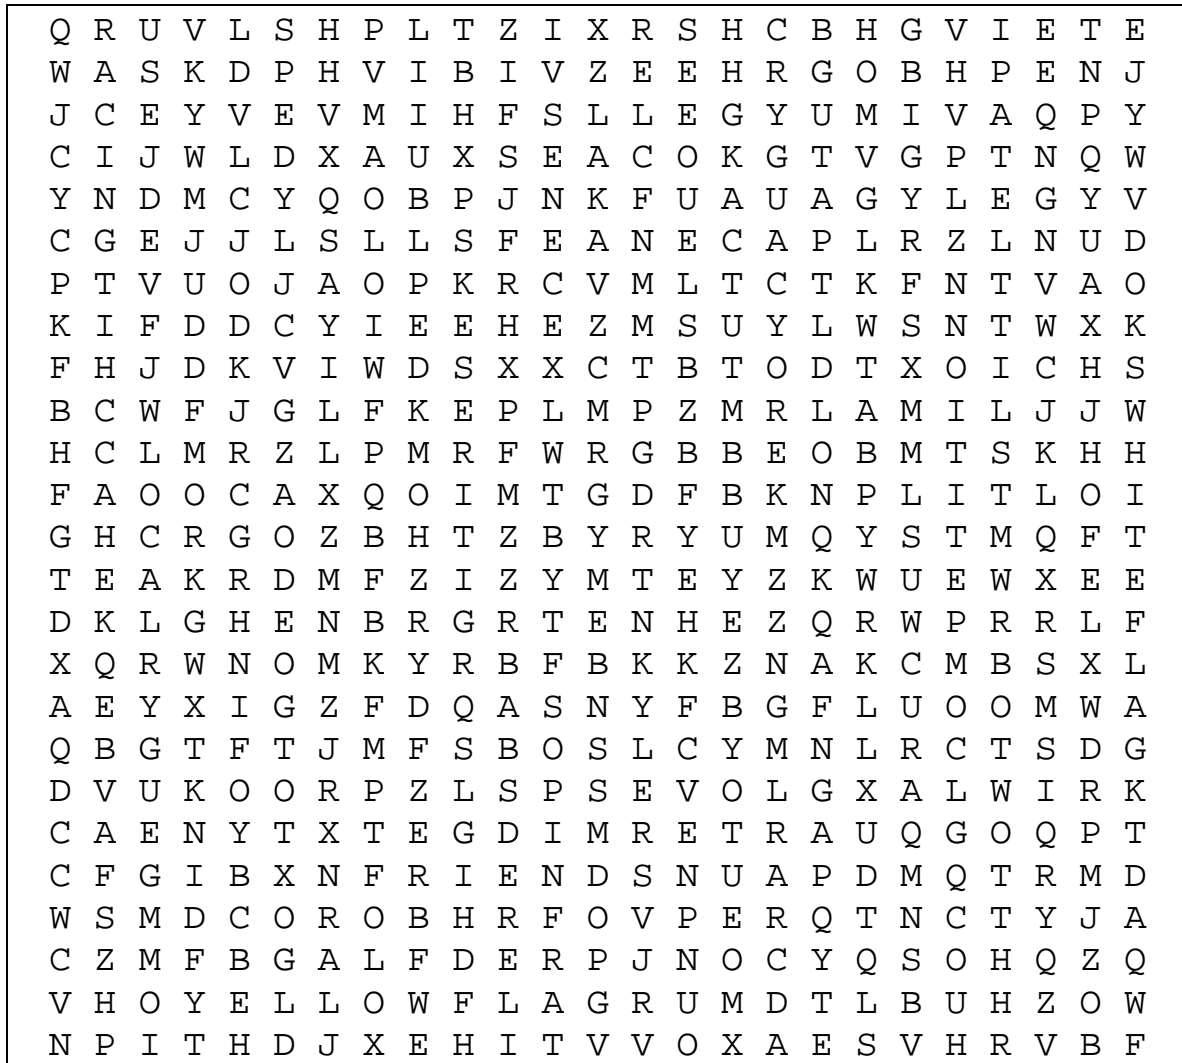 Q R U V L S H P L T Z I X R S H C B H G V I E T E
W A S K D P H V I B I V Z E E H R G O B H P E N J
J C E Y V E V M I H F S L L E G Y U M I V A Q P Y
C I J W L D X A U X S E A C O K G T V G P T N Q W
Y N D M C Y Q O B P J N K F U A U A G Y L E G Y V
C G E J J L S L L S F E A N E C A P L R Z L N U D
P T V U O J A O P K R C V M L T C T K F N T V A O
K I F D D C Y I E E H E Z M S U Y L W S N T W X K
F H J D K V I W D S X X C T B T O D T X O I C H S
B C W F J G L F K E P L M P Z M R L A M I L J J W
H C L M R Z L P M R F W R G B B E O B M T S K H H
F A O O C A X Q O I M T G D F B K N P L I T L O I
G H C R G O Z B H T Z B Y R Y U M Q Y S T M Q F T
T E A K R D M F Z I Z Y M T E Y Z K W U E W X E E
D K L G H E N B R G R T E N H E Z Q R W P R R L F
X Q R W N O M K Y R B F B K K Z N A K C M B S X L
A E Y X I G Z F D Q A S N Y F B G F L U O O M W A
Q B G T F T J M F S B O S L C Y M N L R C T S D G
D V U K O O R P Z L S P S E V O L G X A L W I R K
C A E N Y T X T E G D I M R E T R A U Q G O Q P T
C F G I B X N F R I E N D S N U A P D M Q T R M D
W S M D C O R O B H R F O V P E R Q T N C T Y J A
C Z M F B G A L F D E R P J N O C Y Q S O H Q Z Q
V H O Y E L L O W F L A G R U M D T L B U H Z O W
N P I T H D J X E H I T V V O X A E S V H R V B F